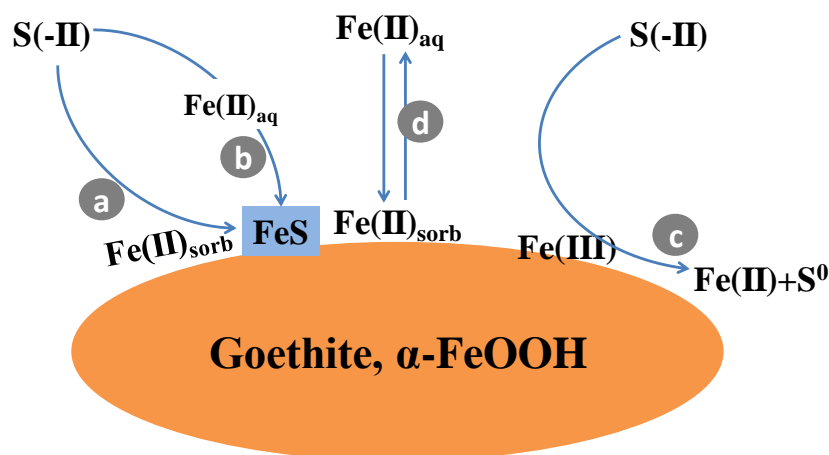 S(-II)
Fe(II)aq
S(-II)
Fe(II)aq
b
d
a
Fe(II)sorb
FeS
Fe(II)sorb
Fe(III)
c
Fe(II)+S⁰
Goethite, α-FeOOH